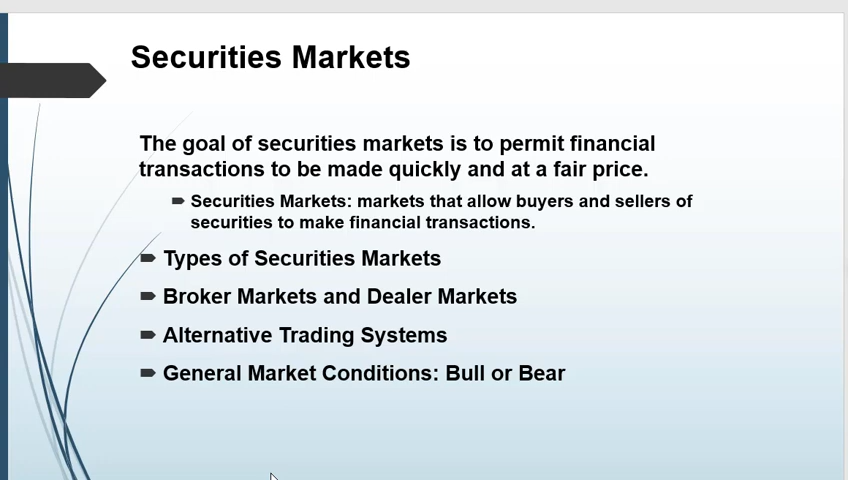 Securities Markets
The goal of securities markets is to permit financial
transactions to be made quickly and at a fair price.
Securities Markets: markets that allow buyers and sellers of
securities to make financial transactions.
Types of Securities Markets
Broker Markets and Dealer Markets
Alternative Trading Systems
General Market Conditions: Bull or Bear